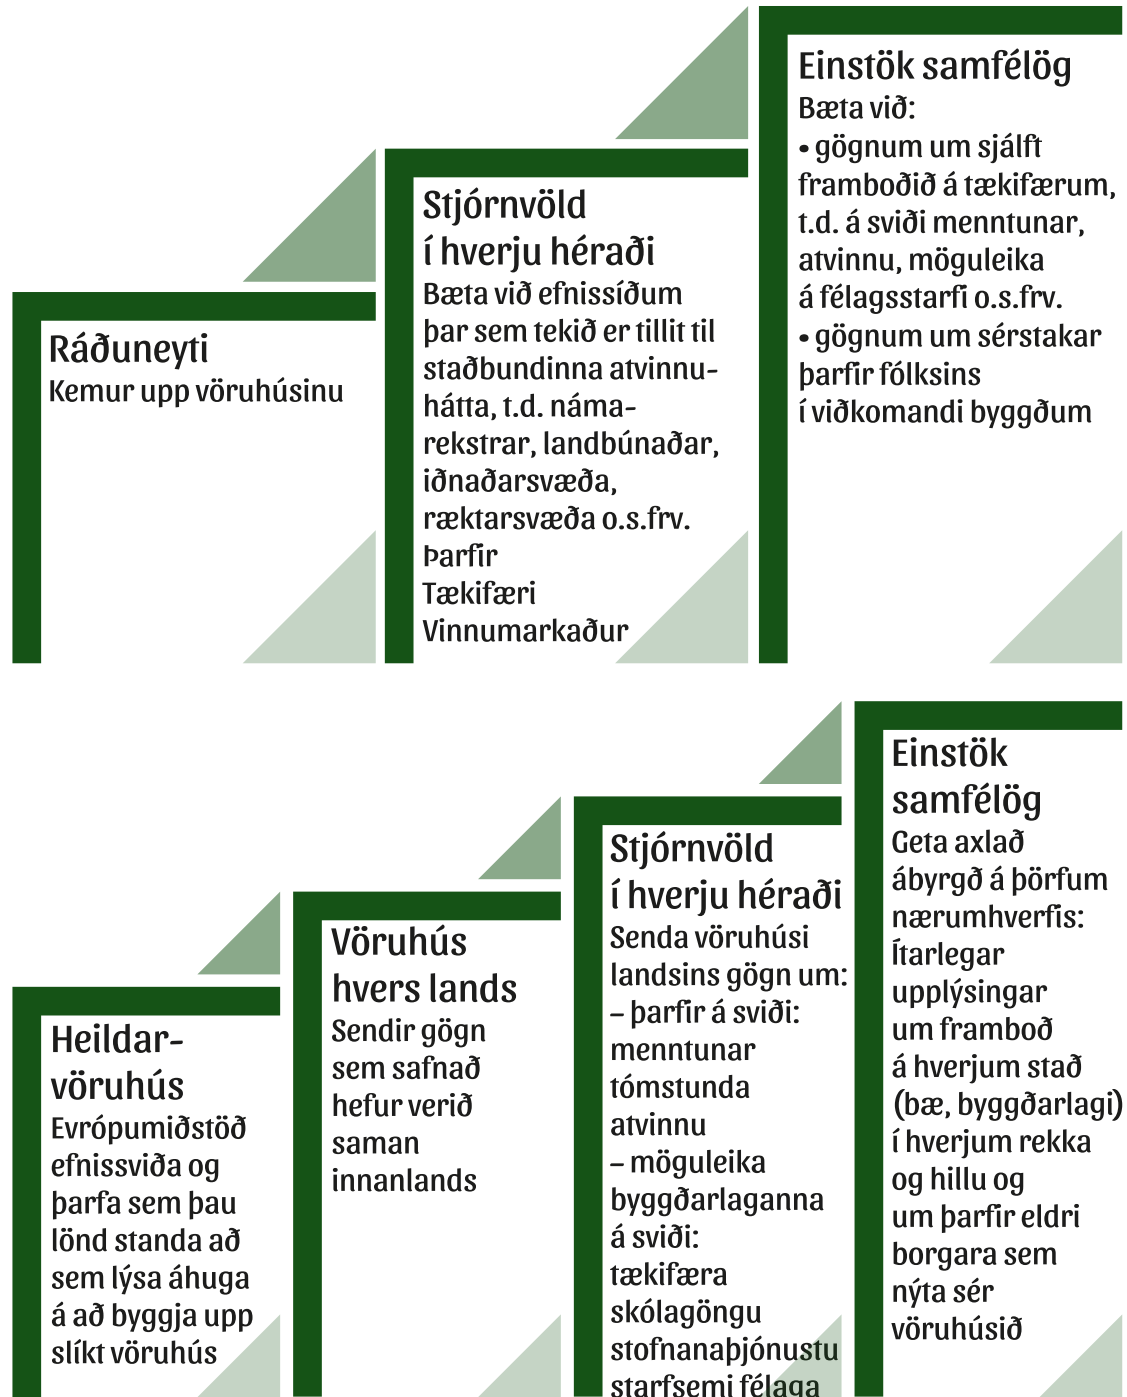 Ráðuneyti
Kemur upp vöruhúsinu
Stjórnvöld
í hverju héraði
Bæta við efnissíðum
þar sem tekið er tillit til
staðbundinna atvinnu-
hátta, t.d. náma-
rekstrar, landbúnaðar,
iðnaðarsvæða,
ræktarsvæða o.s.frv.
Þarfir
Tækifæri
Vinnumarkaður
Einstök samfélög
Bæta við:
• gögnum um sjálft
framboðið á tækifærum,
t.d. á sviði menntunar,
atvinnu, möguleika
á félagsstarfi o.s.frv.
• gögnum um sérstakar
þarfir fólksins
í viðkomandi byggðum
Heildar-
vöruhús
Evrópumiðstöð
efnissviða og
þarfa sem þau
lönd standa að
sem lýsa áhuga
á að byggja upp
slíkt vöruhús
Vöruhús
hvers lands
Sendir gögn
sem safnað
hefur verið
saman
innanlands
Stjórnvöld
í hverju héraði
Senda vöruhúsi
landsins gögn um:
– þarfir á sviði:
menntunar
tómstunda
atvinnu
– möguleika
byggðarlaganna
á sviði:
tækifæra
skólagöngu
stofnanaþjónustu
starfsemi félaga
Einstök
samfélög
Geta axlað
ábyrgð á þörfum
nærumhverfis:
Ítarlegar
upplýsingar
um framboð
á hverjum stað
(bæ, byggðarlagi)
í hverjum rekka
og hillu og
um þarfir eldri
borgara sem
nýta sér
vöruhúsið